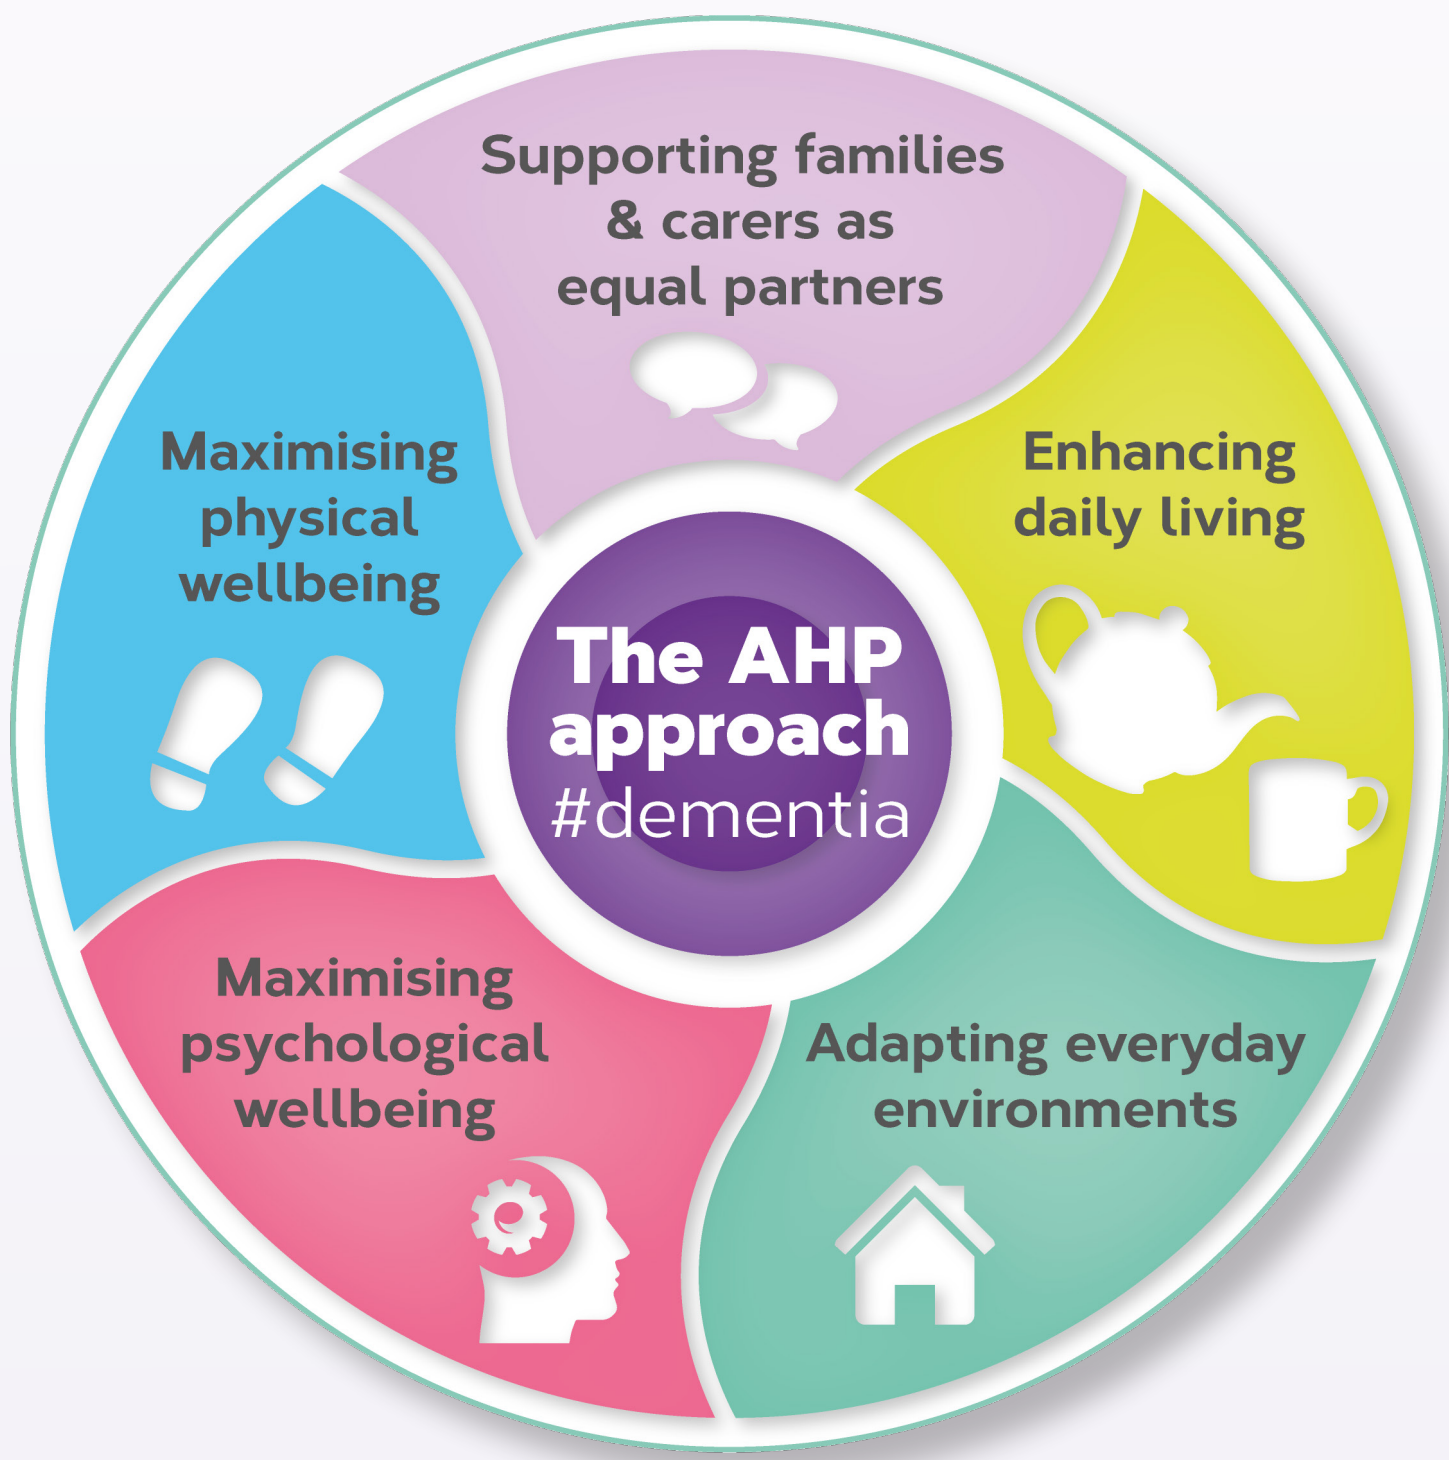 Supporting families
& carers as
equal partners
Enhancing
daily living
Adapting everyday
environments
Maximising
psychological
wellbeing
Maximising
physical
wellbeing
The AHP
approach
#dementia